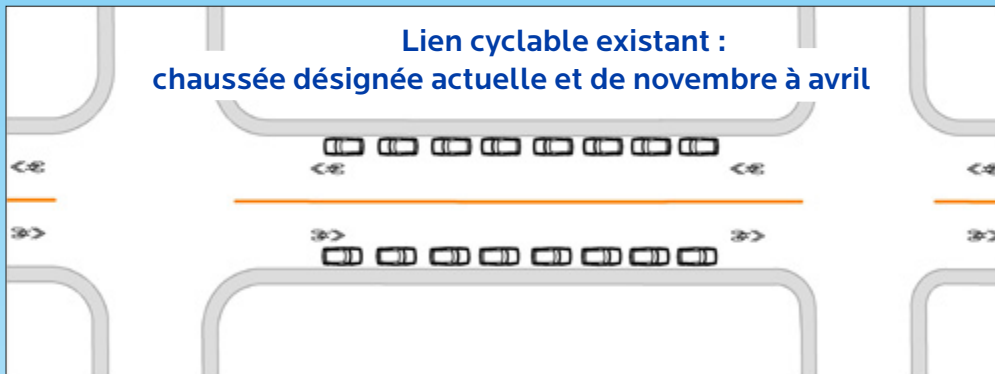 Lien cyclable existant :
chaussée désignée actuelle et de novembre à avril